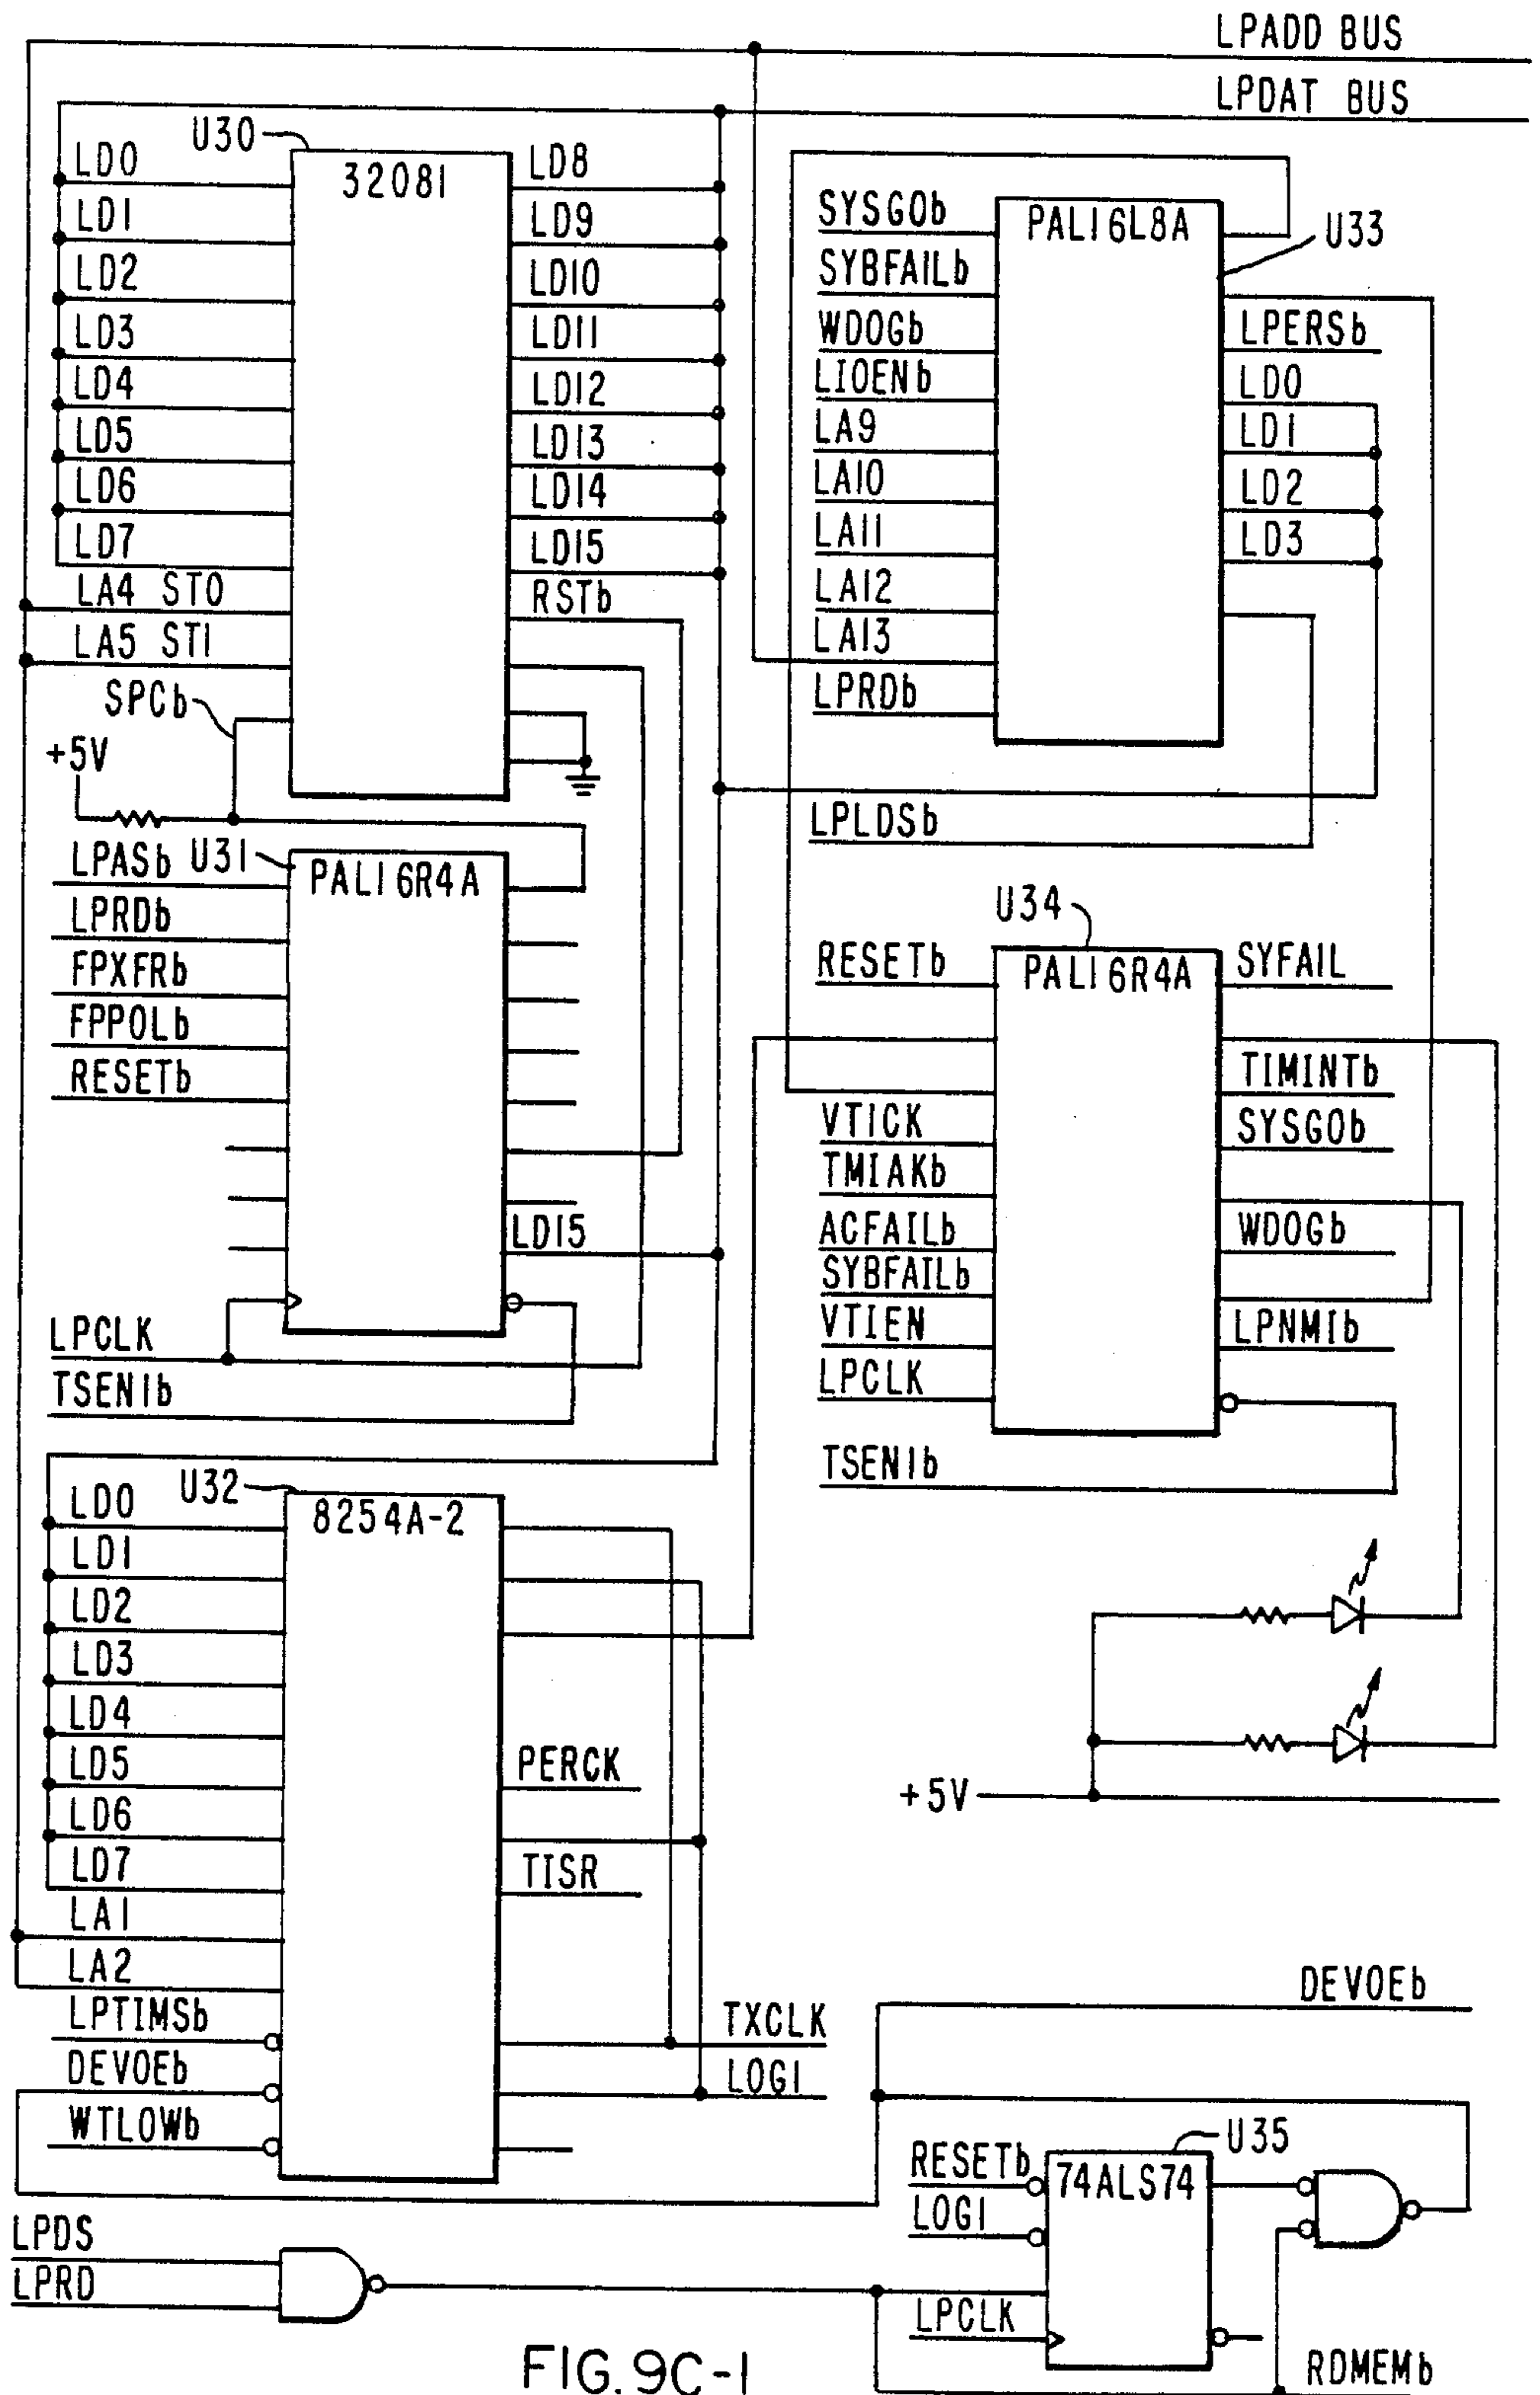 LPADD BUS
LPDAT BUS
U30
32081
LD0
LD1
LD2
LD3
LD4
LD5
LD6
LD7
LA4 ST0
LA5 ST1
SPCb
+5V
LD8
LD9
LD10
LD11
LD12
LD13
LD14
LD15
RSTb
U33
PAL16L8A
SYSGOb
SYBFAILb
WDOGb
LIOENb
LA9
LA10
LA11
LA12
LA13
LPRDb
LPERSb
LD0
LD1
LD2
LD3
LPLDSb
U31
PAL16R4A
LPASb
LPRDb
FPXFRb
FPPOLb
RESETb
LPCLK
TSEN1b
LD15
U34
PAL16R4A
RESETb
VTICK
TMIAKb
ACFAILb
SYBFAILb
VTIEN
LPCLK
TSEN1b
SYFAIL
TIMINTb
SYSGOb
WDOGb
LPNMIb
+5V
U32
8254A-2
LD0
LD1
LD2
LD3
LD4
LD5
LD6
LD7
LA1
LA2
LPTIMSb
DEVOEb
WTLOWb
PERCK
TISR
TXCLK
LOG1
DEVOEb
U35
74ALS74
RESETb
LOG1
LPCLK
LPDS
LPRD
RDMEMb
FIG. 9C-1